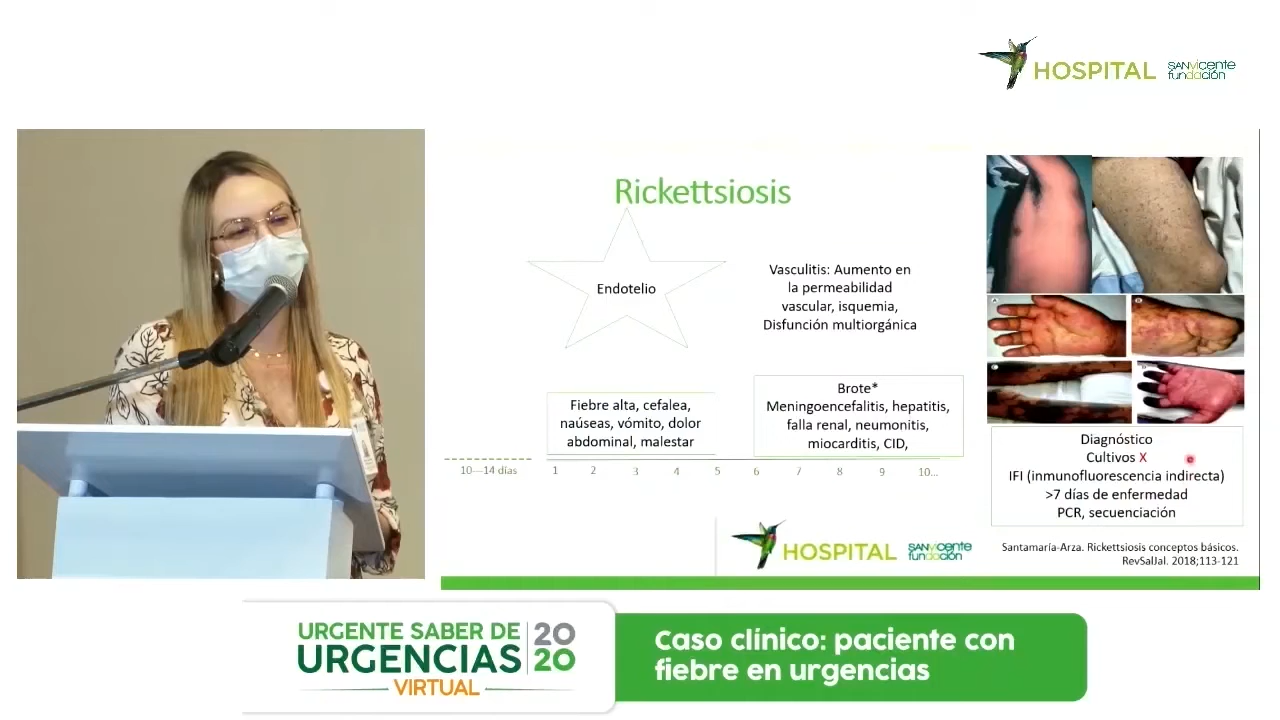 HOSPITAL SANVICENTE fundación
Rickettsiosis
Endotelio
Vasculitis: Aumento en
la permeabilidad
vascular, isquemia,
Disfunción multiorgánica
Fiebre alta, cefalea,
naúseas, vómito, dolor
abdominal, malestar
Brote*
Meningoencefalitis, hepatitis,
falla renal, neumonitis,
miocarditis, CID,
10—14 días 1 2 3 4 5 6 7 8 9 10...
Diagnóstico
Cultivos X
IFI (inmunofluorescencia indirecta)
>7 días de enfermedad
PCR, secuenciación
HOSPITAL SANVICENTE fundación
Santamaría-Arza. Rickettsiosis conceptos básicos.
RevSalJal. 2018;113-121
URGENTE SABER DE
URGENCIAS
VIRTUAL
20
20
Caso clínico: paciente con
fiebre en urgencias